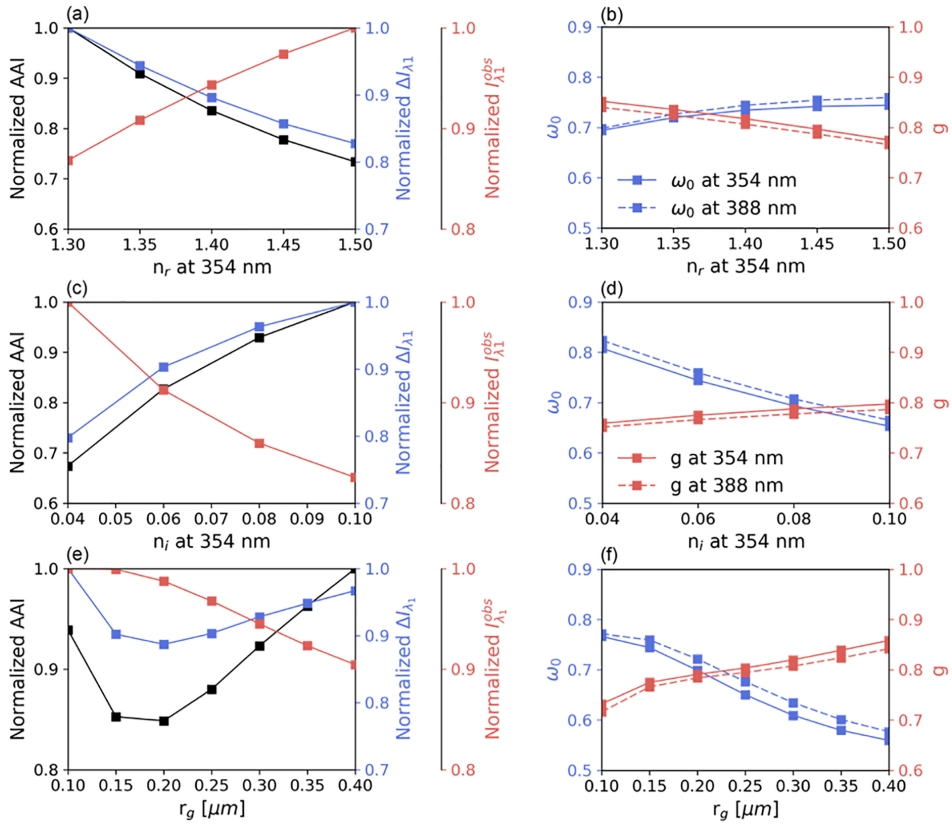 (a)
Normalized AAI
1.0
0.9
0.8
0.7
0.6
1.30 1.35 1.40 1.45 1.50
n_r at 354 nm
1.0
0.9
0.8
0.7
Normalized ΔI_λ1
1.0
0.9
0.8
Normalized I_λ1^obs
(b)
ω_0
0.9
0.8
0.7
0.6
0.5
ω_0 at 354 nm
ω_0 at 388 nm
1.30 1.35 1.40 1.45 1.50
n_r at 354 nm
1.0
0.9
0.8
0.7
0.6
g
(c)
Normalized AAI
1.0
0.9
0.8
0.7
0.6
0.04 0.05 0.06 0.07 0.08 0.09 0.10
n_i at 354 nm
1.0
0.9
0.8
0.7
Normalized ΔI_λ1
1.0
0.9
0.8
Normalized I_λ1^obs
(d)
ω_0
0.9
0.8
0.7
0.6
0.5
g at 354 nm
g at 388 nm
0.04 0.06 0.08 0.10
n_i at 354 nm
1.0
0.9
0.8
0.7
0.6
g
(e)
Normalized AAI
1.0
0.9
0.8
0.10 0.15 0.20 0.25 0.30 0.35 0.40
r_g [μm]
1.0
0.9
0.8
0.7
Normalized ΔI_λ1
1.0
0.9
0.8
Normalized I_λ1^obs
(f)
ω_0
0.9
0.8
0.7
0.6
0.5
0.10 0.15 0.20 0.25 0.30 0.35 0.40
r_g [μm]
1.0
0.9
0.8
0.7
0.6
g